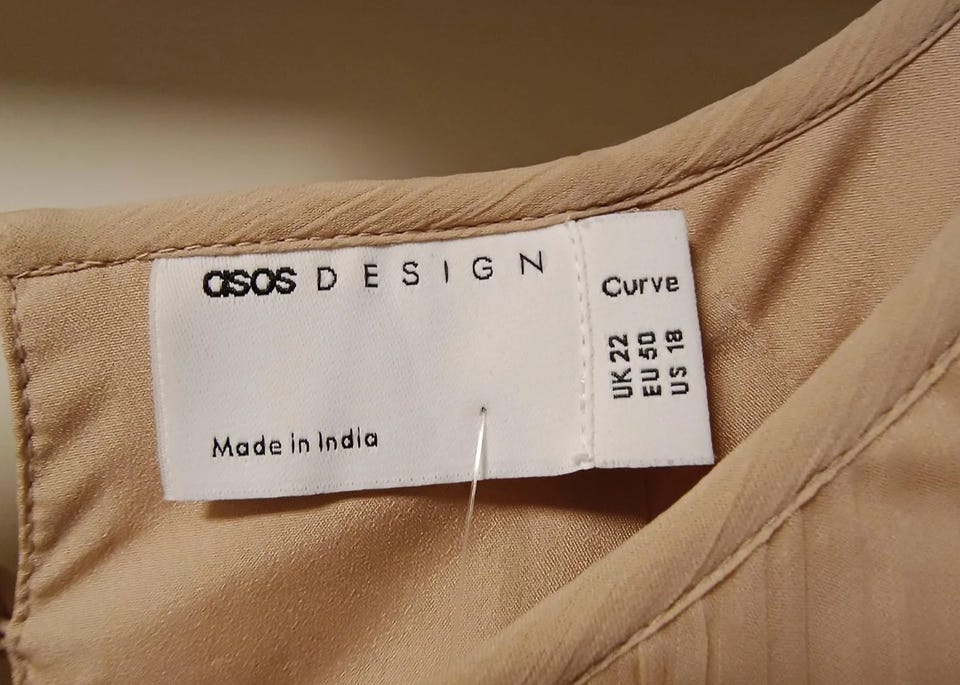 asos DESIGN
Made in India
Curve
UK 22
EU 50
US 18